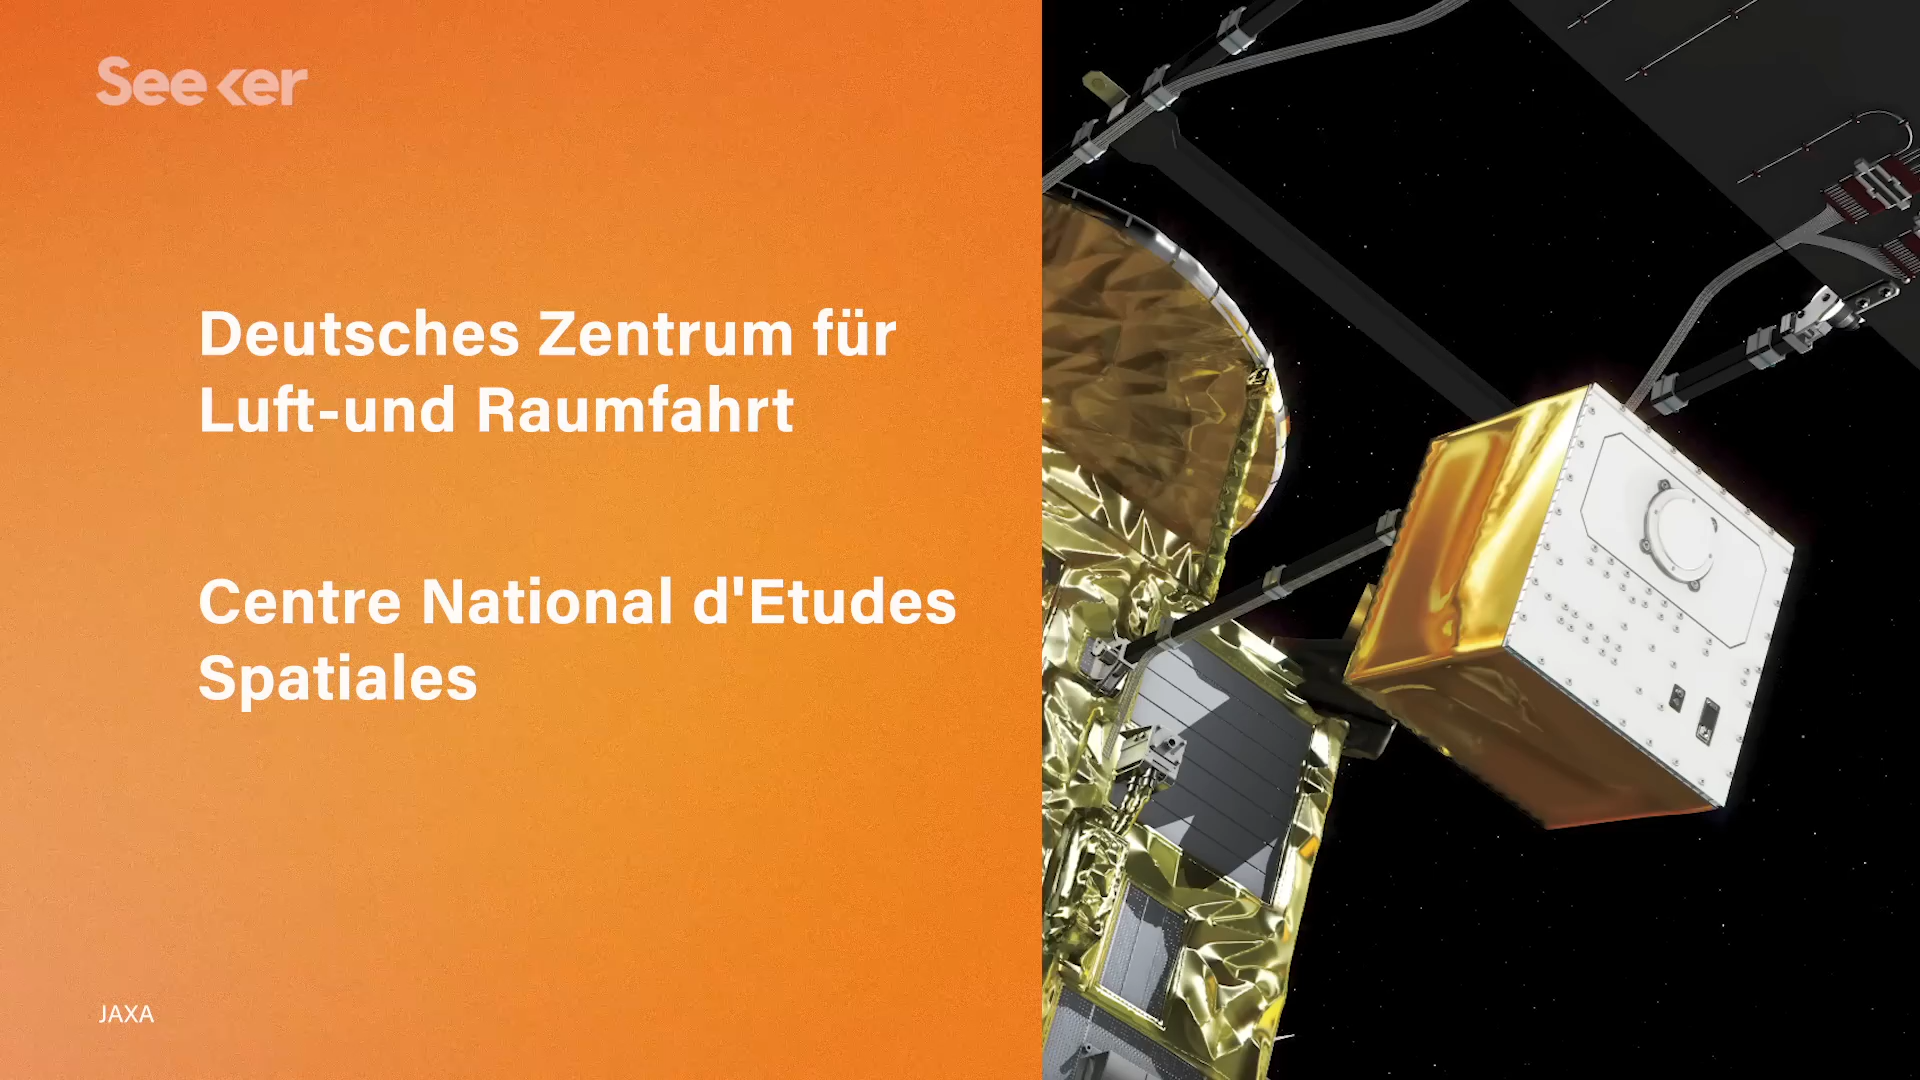 Seeker
Deutsches Zentrum für
Luft-und Raumfahrt
Centre National d'Etudes
Spatiales
JAXA